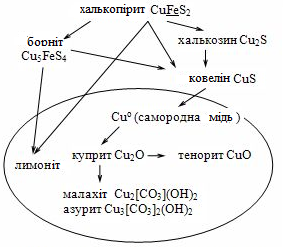 халькопірит CuFeS2
борніт
Cu5FeS4
халькозин Cu2S
ковелін CuS
Cu⁰ (самородна мідь)
лимоніт
куприт Cu2O
тенорит CuO
малахіт Cu2[CO3](OH)2
азурит Cu3[CO3]2(OH)2